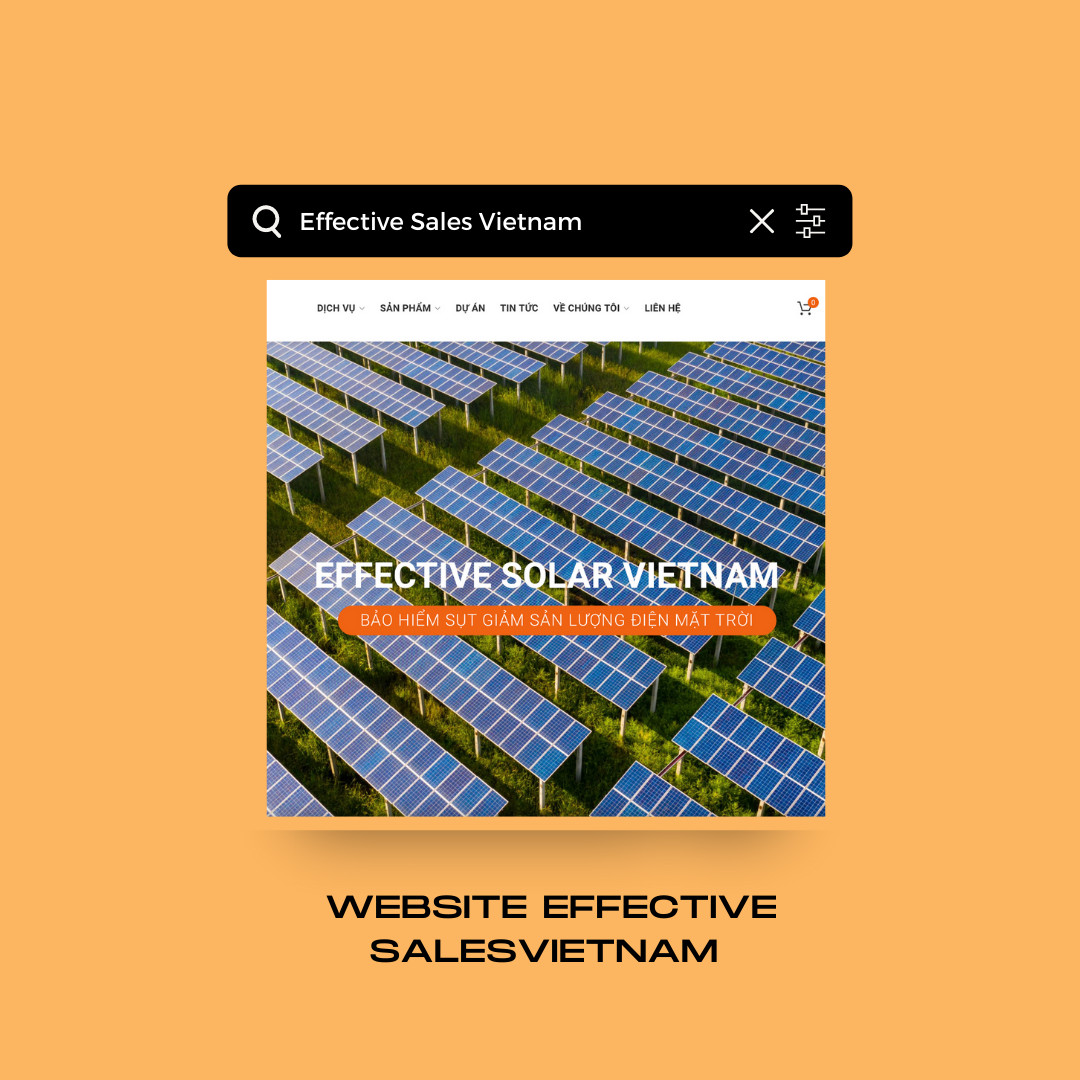 Effective Sales Vietnam
DỊCH VỤ SẢN PHẨM DỰ ÁN TIN TỨC VỀ CHÚNG TÔI LIÊN HỆ 0
EFFECTIVE SOLAR VIETNAM
BẢO HIỂM SỤT GIẢM SẢN LƯỢNG ĐIỆN MẶT TRỜI
WEBSITE EFFECTIVE
SALESVIETNAM